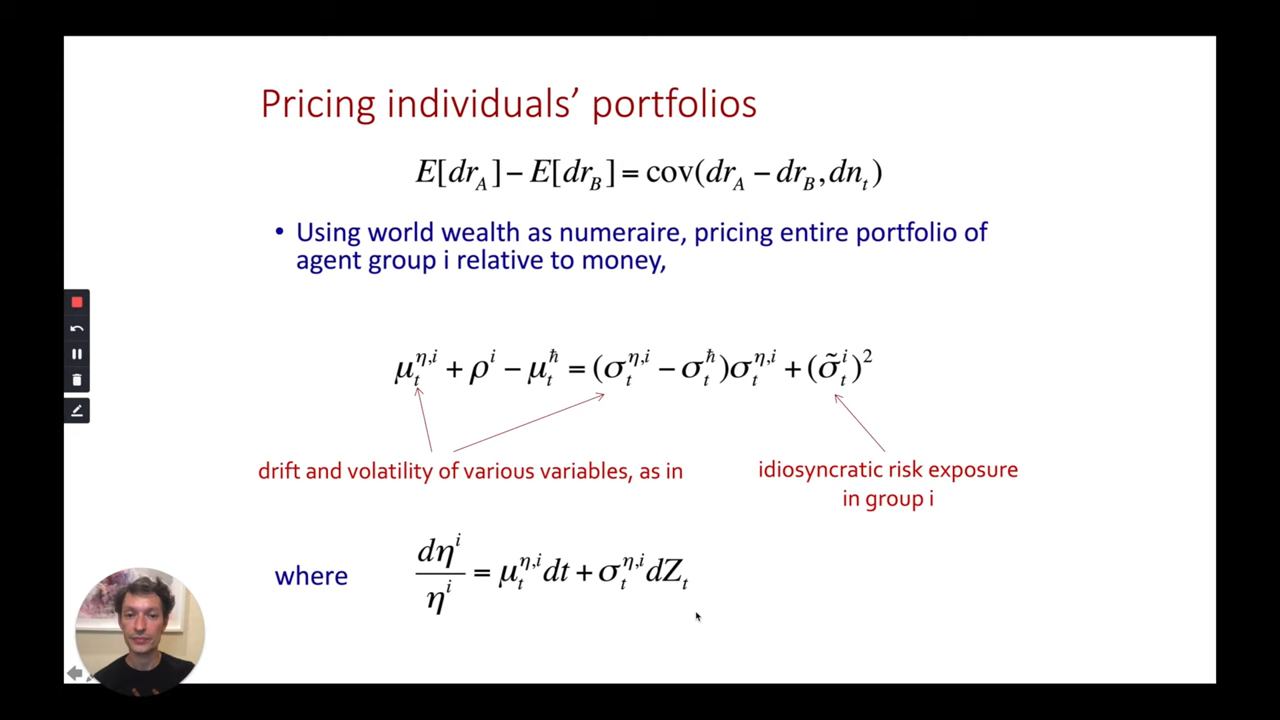 Pricing individuals’ portfolios
E[dr_A] − E[dr_B] = cov(dr_A − dr_B, dn_t)
• Using world wealth as numeraire, pricing entire portfolio of
agent group i relative to money,
μ_t^{η,i} + ρ^i − μ_t^ħ = (σ_t^{η,i} − σ_t^ħ)σ_t^{η,i} + (σ̃_t^i)^2
drift and volatility of various variables, as in
idiosyncratic risk exposure
in group i
where dη^i / η^i = μ_t^{η,i} dt + σ_t^{η,i} dZ_t